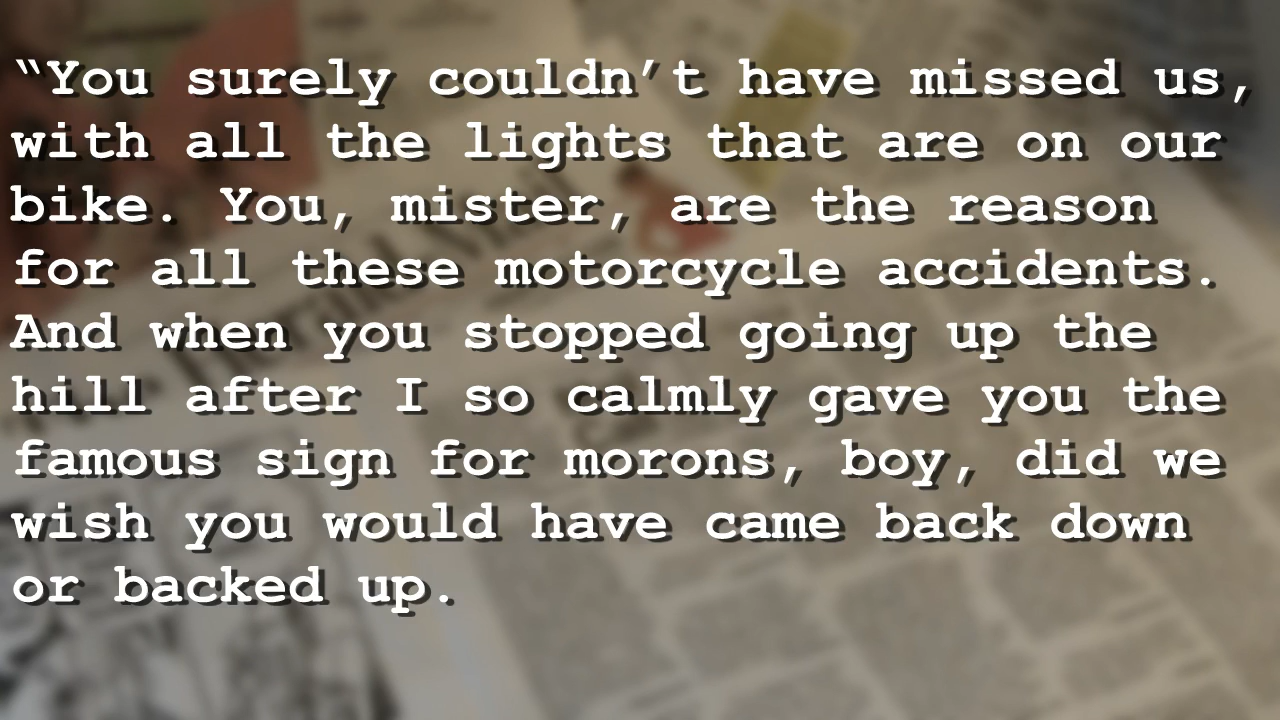 “You surely couldn’t have missed us,
with all the lights that are on our
bike. You, mister, are the reason
for all these motorcycle accidents.
And when you stopped going up the
hill after I so calmly gave you the
famous sign for morons, boy, did we
wish you would have came back down
or backed up.